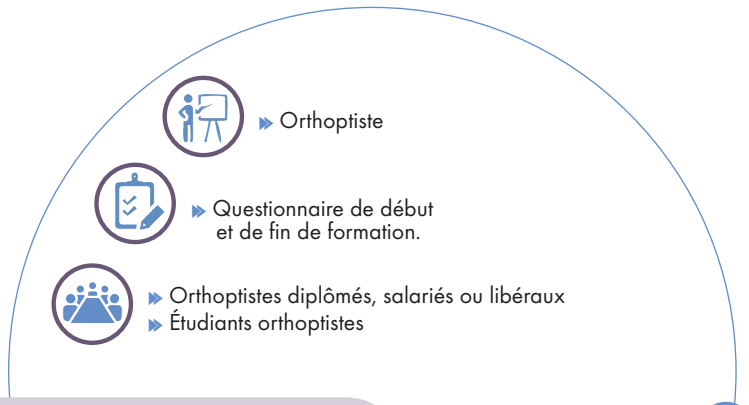 Orthoptiste
Questionnaire de début
et de fin de formation.
Orthoptistes diplômés, salariés ou libéraux
Étudiants orthoptistes